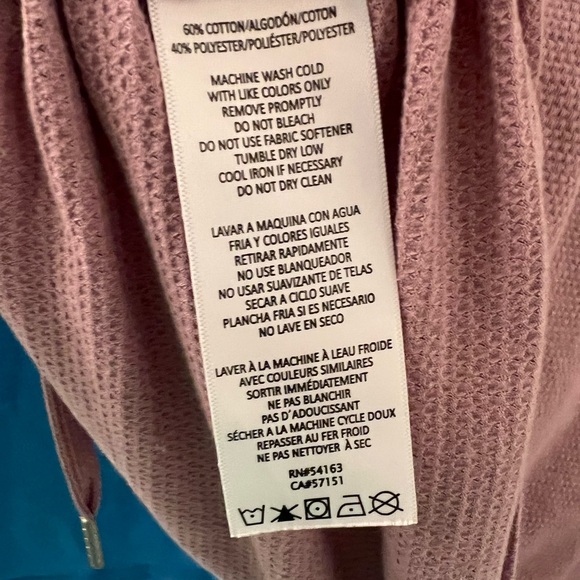 60% COTTON/ALGODÓN/COTON
40% POLYESTER/POLIÉSTER/POLYESTER
MACHINE WASH COLD
WITH LIKE COLORS ONLY
REMOVE PROMPTLY
DO NOT BLEACH
DO NOT USE FABRIC SOFTENER
TUMBLE DRY LOW
COOL IRON IF NECESSARY
DO NOT DRY CLEAN
LAVAR A MAQUINA CON AGUA
FRIA Y COLORES IGUALES
RETIRAR RAPIDAMENTE
NO USE BLANQUEADOR
NO USAR SUAVIZANTE DE TELAS
SECAR A CICLO SUAVE
PLANCHA FRIA SI ES NECESARIO
NO LAVE EN SECO
LAVER À LA MACHINE À LEAU FROIDE
AVEC COULEURS SIMILAIRES
SORTIR IMMÉDIATEMENT
NE PAS BLANCHIR
PAS D'ADOUCISSANT
SÉCHER A LA MACHINE CYCLE DOUX
REPASSER AU FER FROID
NE PAS NETTOYER À SEC
RN#54163
CA#57151